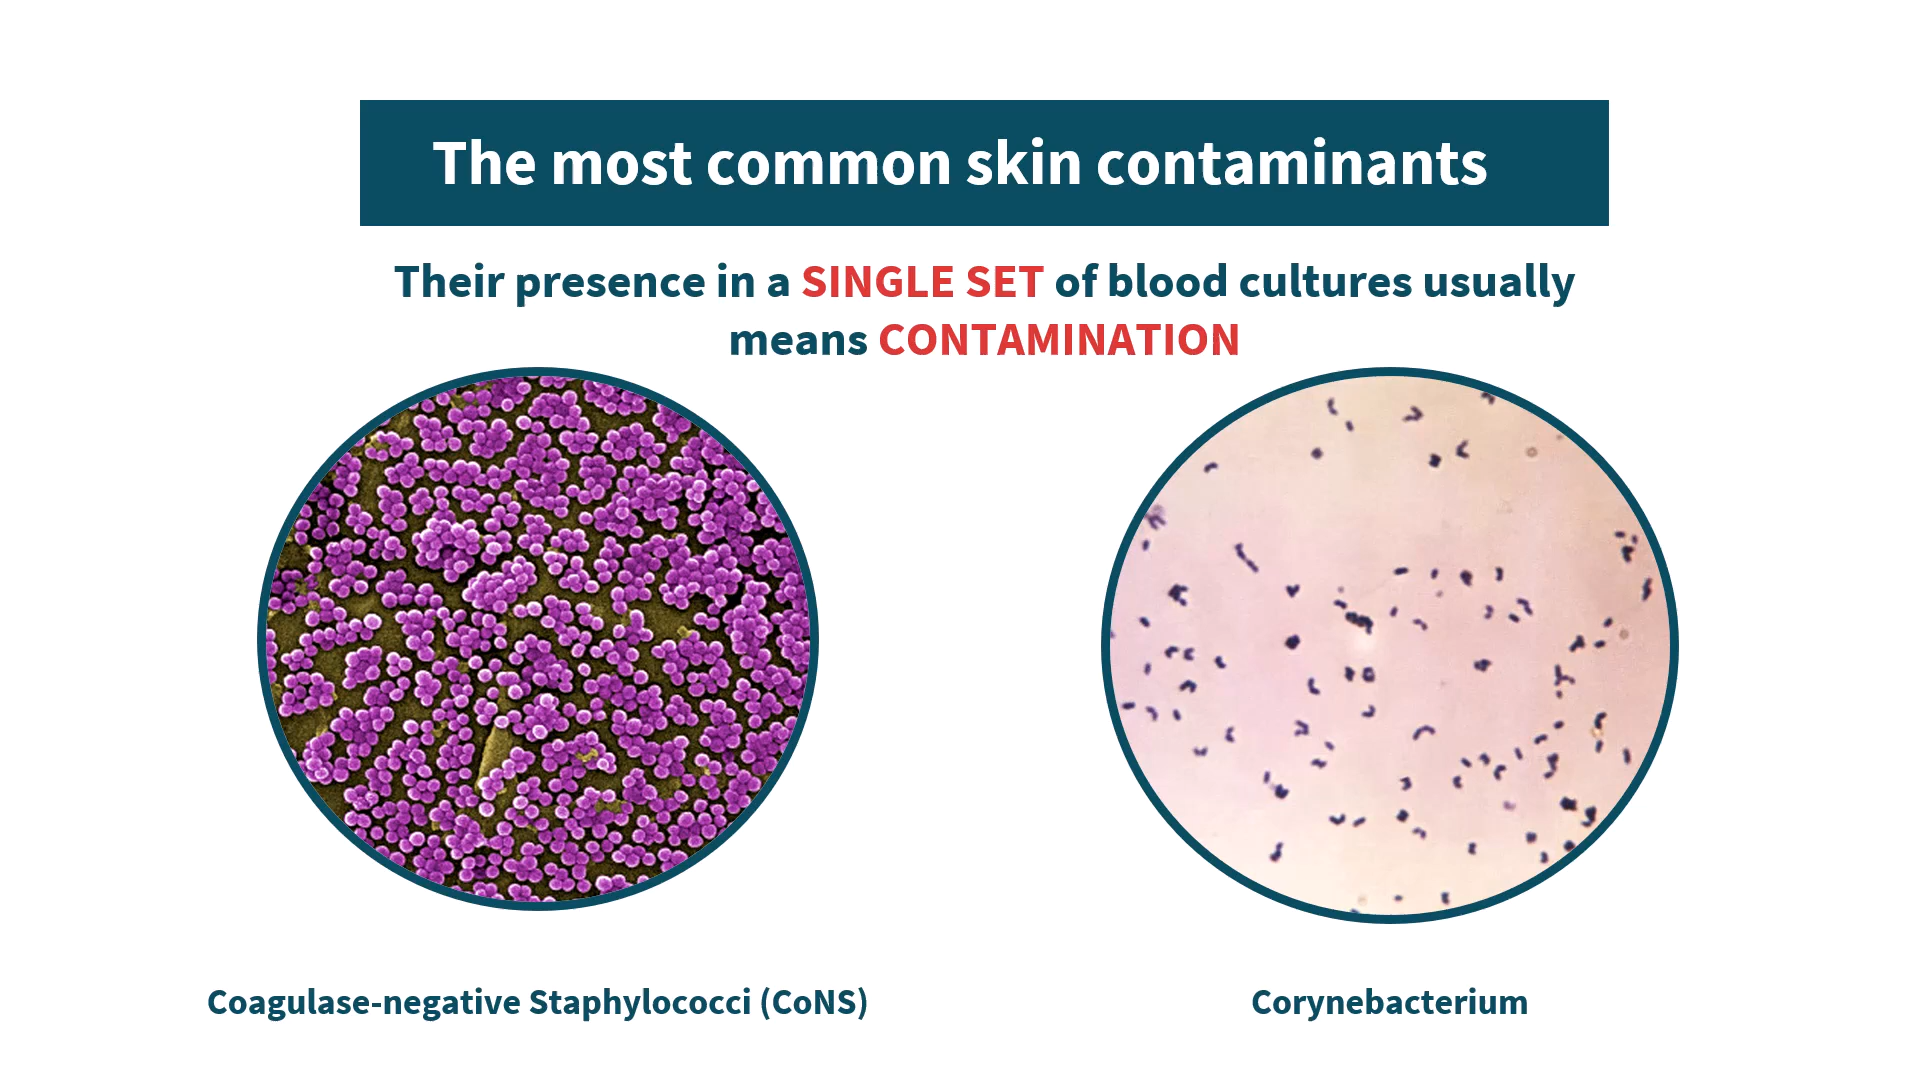 The most common skin contaminants
Their presence in a SINGLE SET of blood cultures usually
means CONTAMINATION
Coagulase-negative Staphylococci (CoNS)
Corynebacterium